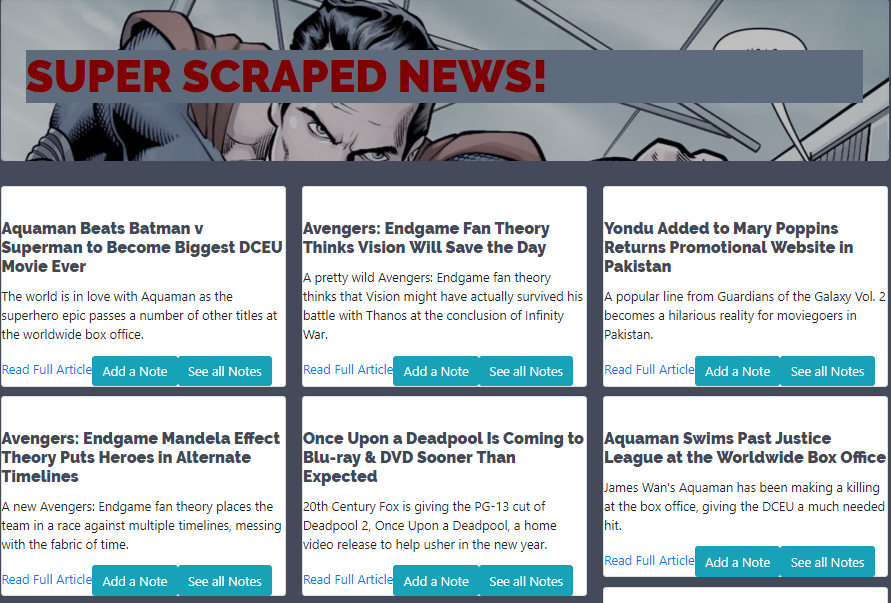 SUPER SCRAPED NEWS!
Aquaman Beats Batman v
Superman to Become Biggest DCEU
Movie Ever
The world is in love with Aquaman as the
superhero epic passes a number of other titles at
the worldwide box office.
Read Full Article Add a Note See all Notes
Avengers: Endgame Fan Theory
Thinks Vision Will Save the Day
A pretty wild Avengers: Endgame fan theory
thinks that Vision might have actually survived his
battle with Thanos at the conclusion of Infinity
War.
Read Full Article Add a Note See all Notes
Yondu Added to Mary Poppins
Returns Promotional Website in
Pakistan
A popular line from Guardians of the Galaxy Vol. 2
becomes a hilarious reality for moviegoers in
Pakistan.
Read Full Article Add a Note See all Notes
Avengers: Endgame Mandela Effect
Theory Puts Heroes in Alternate
Timelines
A new Avengers: Endgame fan theory places the
team in a race against multiple timelines, messing
with the fabric of time.
Read Full Article Add a Note See all Notes
Once Upon a Deadpool Is Coming to
Blu-ray & DVD Sooner Than
Expected
20th Century Fox is giving the PG-13 cut of
Deadpool 2, Once Upon a Deadpool, a home
video release to help usher in the new year.
Read Full Article Add a Note See all Notes
Aquaman Swims Past Justice
League at the Worldwide Box Office
James Wan's Aquaman has been making a killing
at the box office, giving the DCEU a much needed
hit.
Read Full Article Add a Note See all Notes